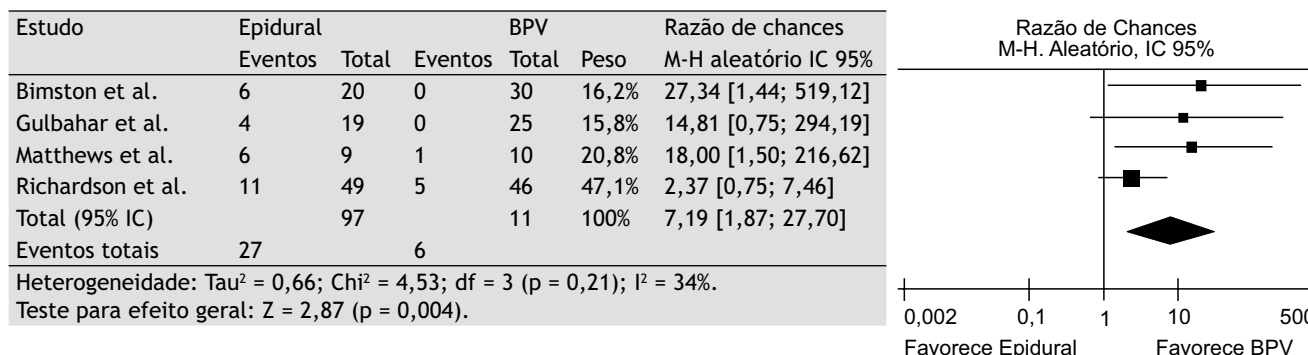 Estudo Epidural BPV Razão de chances
Eventos Total Eventos Total Peso M-H aleatório IC 95%
Bimston et al. 6 20 0 30 16,2% 27,34 [1,44; 519,12]
Gulbahar et al. 4 19 0 25 15,8% 14,81 [0,75; 294,19]
Matthews et al. 6 9 1 10 20,8% 18,00 [1,50; 216,62]
Richardson et al. 11 49 5 46 47,1% 2,37 [0,75; 7,46]
Total (95% IC) 97 11 100% 7,19 [1,87; 27,70]
Eventos totais 27 6
Heterogeneidade: Tau² = 0,66; Chi² = 4,53; df = 3 (p = 0,21); I² = 34%.
Teste para efeito geral: Z = 2,87 (p = 0,004).
Razão de Chances
M-H. Aleatório, IC 95%
0,002 0,1 1 10 500
Favorece Epidural Favorece BPV